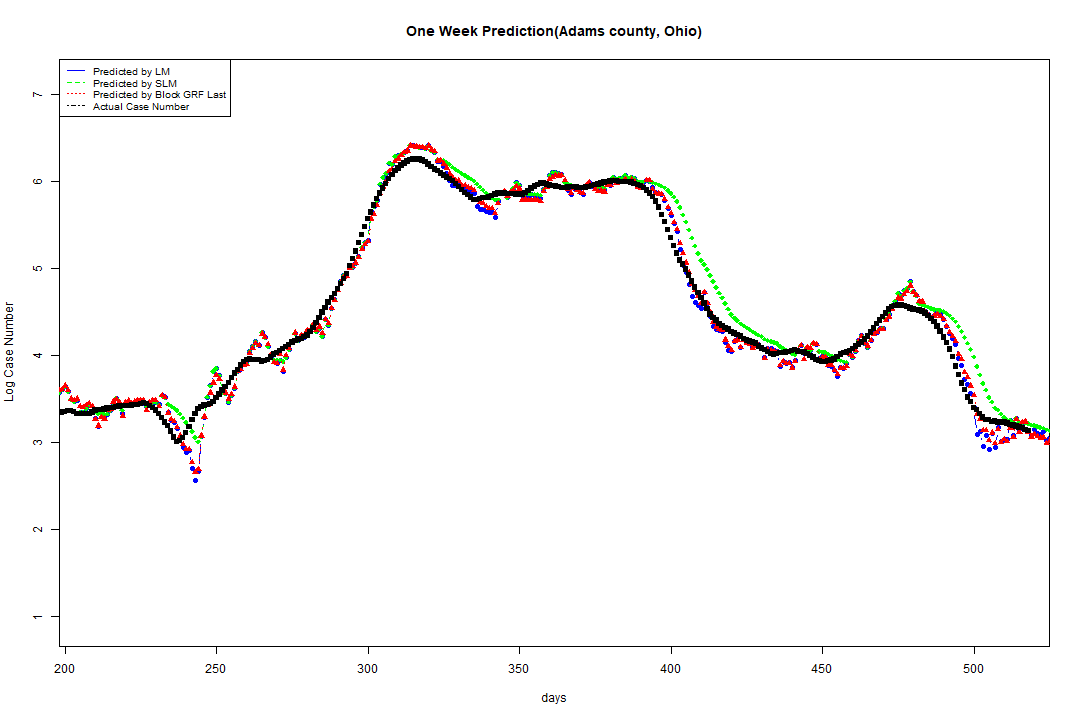 One Week Prediction(Adams county, Ohio)
Predicted by LM
Predicted by SLM
Predicted by Block GRF Last
Actual Case Number
7
6
5
4
3
2
1
Log Case Number
200 250 300 350 400 450 500
days